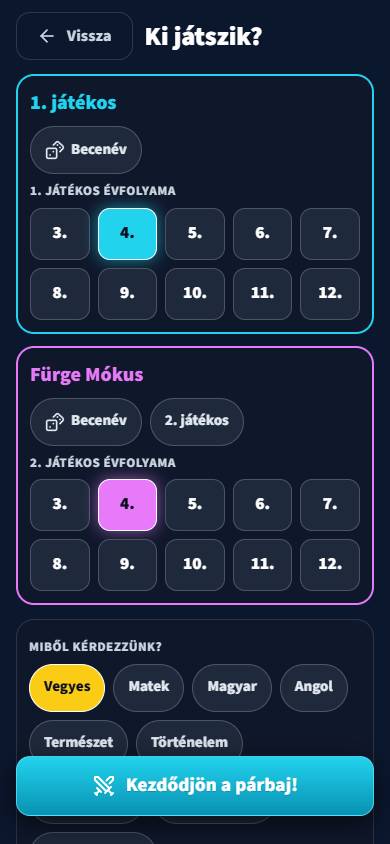 Vissza
Ki játszik?
1. játékos
Becenév
1. JÁTÉKOS ÉVFOLYAMA
3. 4. 5. 6. 7.
8. 9. 10. 11. 12.
Fürge Mókus
Becenév 2. játékos
2. JÁTÉKOS ÉVFOLYAMA
3. 4. 5. 6. 7.
8. 9. 10. 11. 12.
MIBŐL KÉRDEZZÜNK?
Vegyes Matek Magyar Angol
Természet Történelem
Kezdődjön a párbaj!